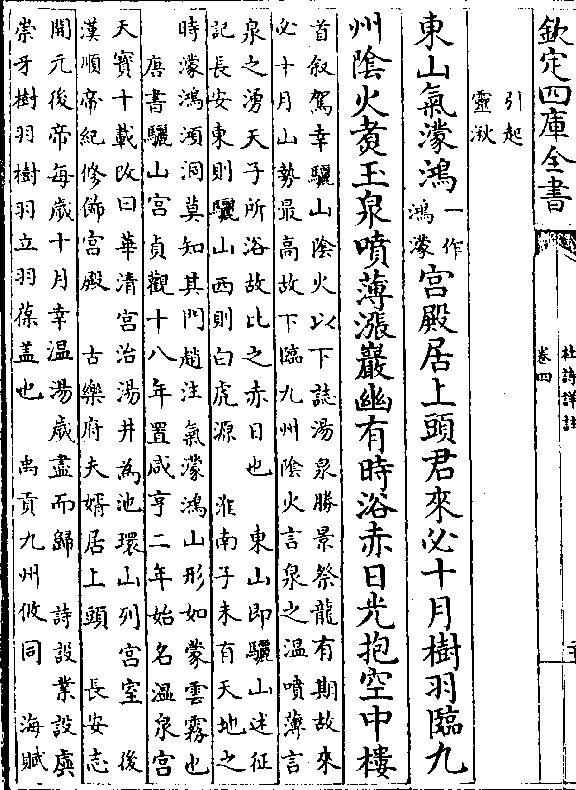 欽定四庫全書
杜詩詳註
卷四
引起
靈湫
東山氣濛鴻一作鴻濛宮殿居上頭君來必十月樹羽臨九
州陰火煑玉泉噴薄漲巖幽有時浴赤日光抱空中樓
首叙駕幸驪山陰火以下誌湯泉勝景祭龍有期故來
必十月山勢最高故下臨九州陰火言泉之温噴薄言
泉之湧天子所浴故比之赤日也 東山即驪山述征
記長安東則驪山西則白虎源 淮南子未有天地之
時濛鴻澒洞莫知其門趙注氣濛鴻山形如蒙雲霧也
唐書驪山宮貞觀十八年置咸亨二年始名温泉宮
天寶十載改曰華清宮治湯井為池環山列宮室 後
漢順帝紀修飾宮殿 古樂府夫婿居上頭 長安志
開元後帝每歲十月幸温湯歲盡而歸 詩設業設虡
崇牙樹羽樹羽立羽葆盖也 禹貢九州攸同 海賦